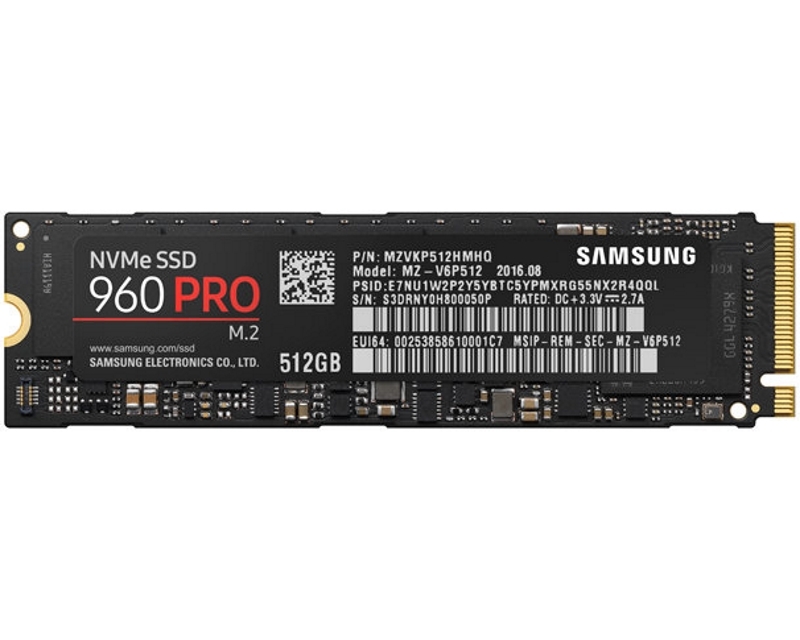 NVMe SSD
960 PRO
M.2
www.samsung.com/ssd
SAMSUNG ELECTRONICS CO., LTD.
512GB
P/N: MZVKP512HMHQ
Model: MZ-V6P512 2016.08
PSID:E7NU1W2P2Y5YBTC5YPMXRG55NX2R4QQL
S/N: S3DRNY0H800050P RATED: DC+3.3V⎓2.7A
EUI64: 00253858610001C7 MSIP-REM-SEC-MZ-V6P512
SAMSUNG